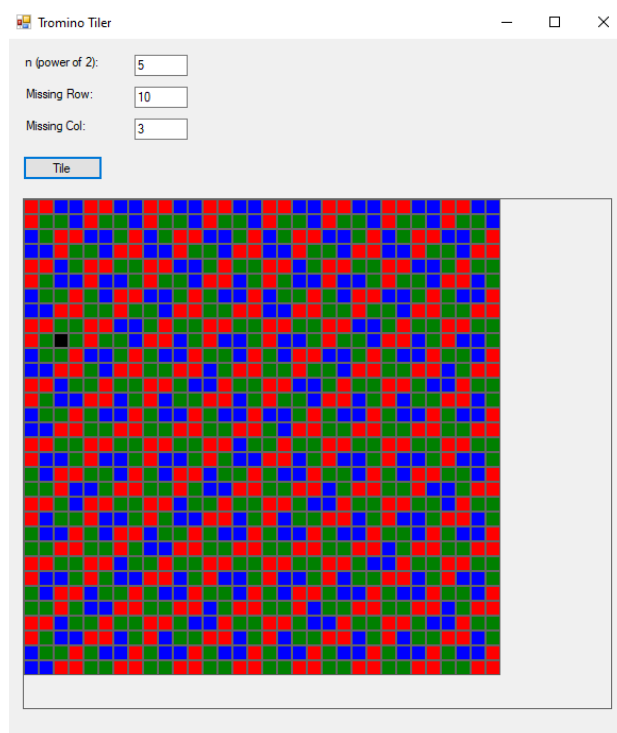 Tromino Tiler
n (power of 2): 5
Missing Row: 10
Missing Col: 3
Tile